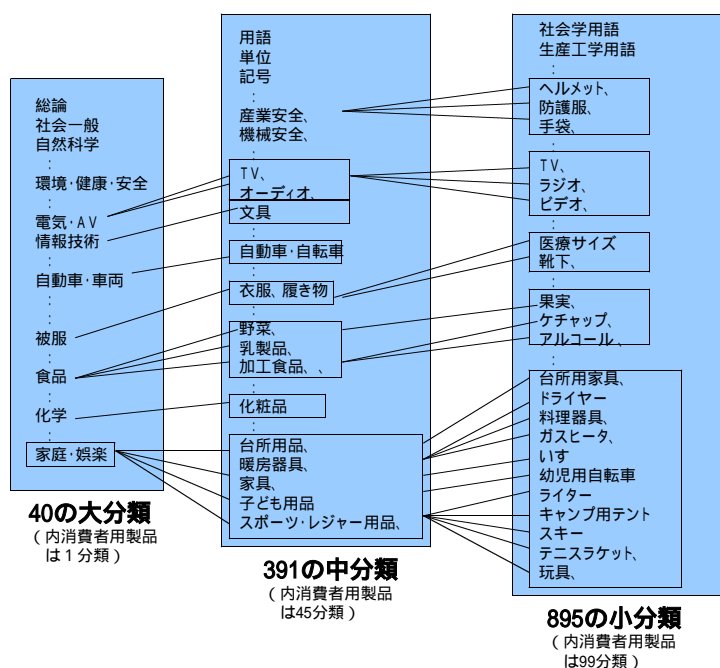 総論
社会一般
自然科学
:
環境･健康･安全
:
電気･AV
情報技術
:
自動車･車両
:
被服
:
食品
:
化学
:
家庭･娯楽
40の大分類
(内消費者用製品
は１分類)
用語
単位
記号
:
産業安全、
機械安全、
:
TV、
オーディオ、
文具
:
自動車･自転車
:
衣服、履き物
:
野菜、
乳製品、
加工食品、、
:
化粧品
:
台所用品、
暖房器具、
家具、
子ども用品
スポーツ・レジャー用品、
391の中分類
(内消費者用製品
は45分類)
社会学用語
生産工学用語
:
ヘルメット、
防護服、
手袋、
:
TV、
ラジオ、
ビデオ、
:
医療サイズ
靴下、
:
果実、
ケチャップ、
アルコール、
:
台所用家具、
ドライヤー
料理器具、
ガスヒータ、
いす
幼児用自転車
ライター
キャンプ用テント
スキー
テニスラケット、
玩具、
895の小分類
(内消費者用製品
は99分類)